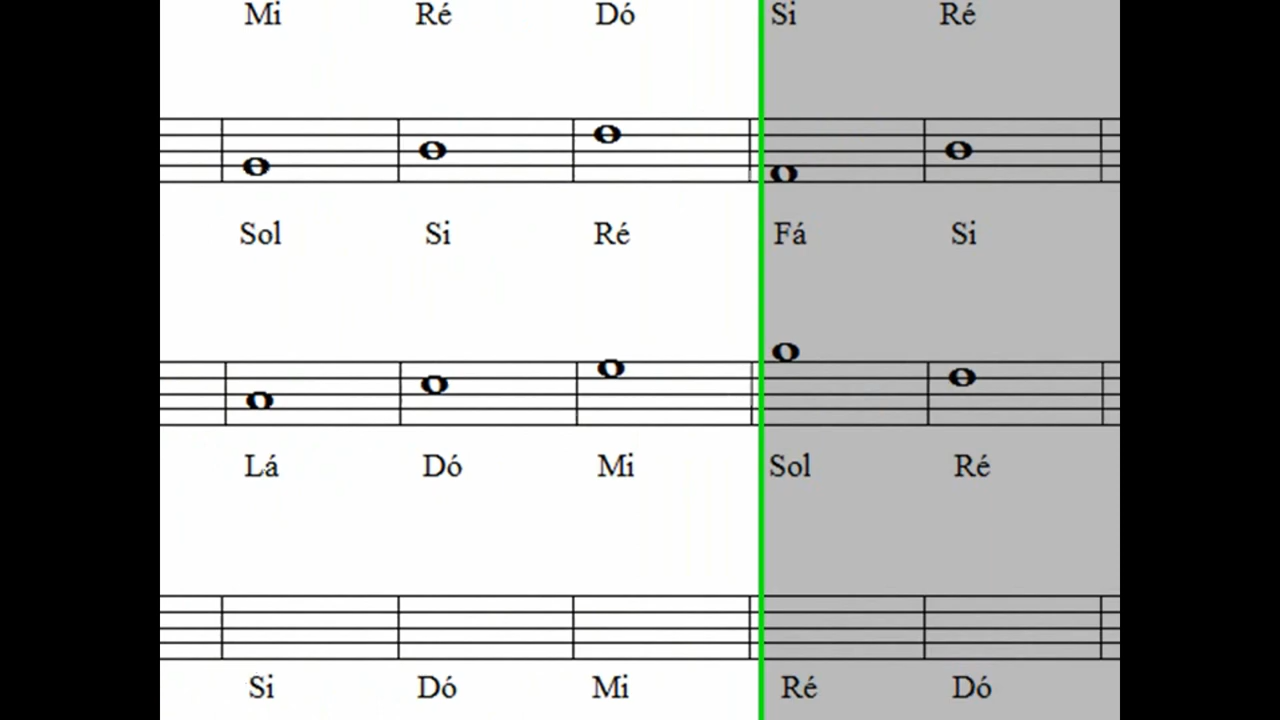 Mi Ré Dó Si Ré
Sol Si Ré Fá Si
Lá Dó Mi Sol Ré
Si Dó Mi Ré Dó